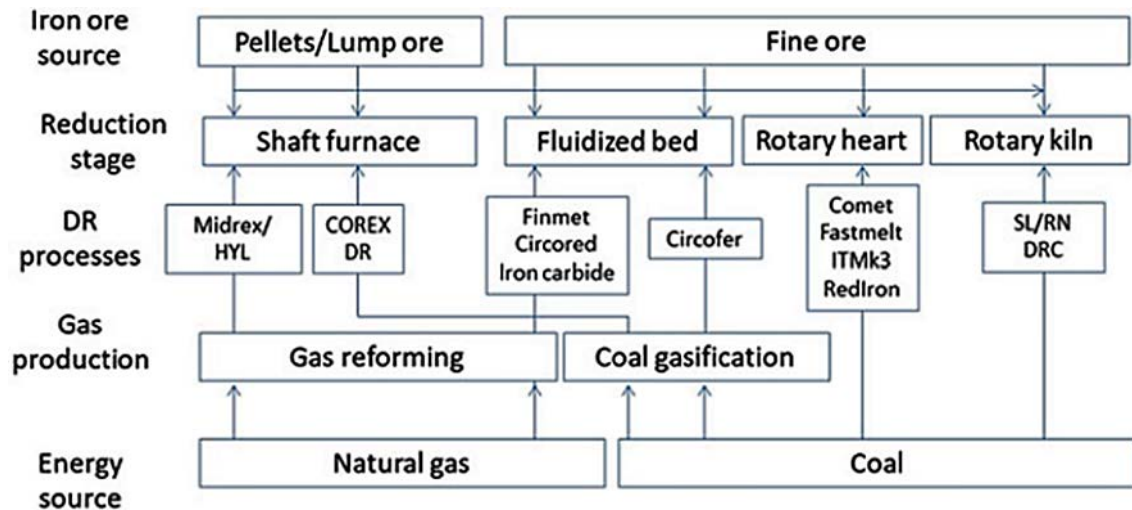 Iron ore
source
Pellets/Lump ore
Fine ore
Reduction
stage
Shaft furnace
Fluidized bed
Rotary heart
Rotary kiln
DR
processes
Midrex/
HYL
COREX
DR
Finmet
Circored
Iron carbide
Circofer
Comet
Fastmelt
ITMk3
RedIron
SL/RN
DRC
Gas
production
Gas reforming
Coal gasification
Energy
source
Natural gas
Coal